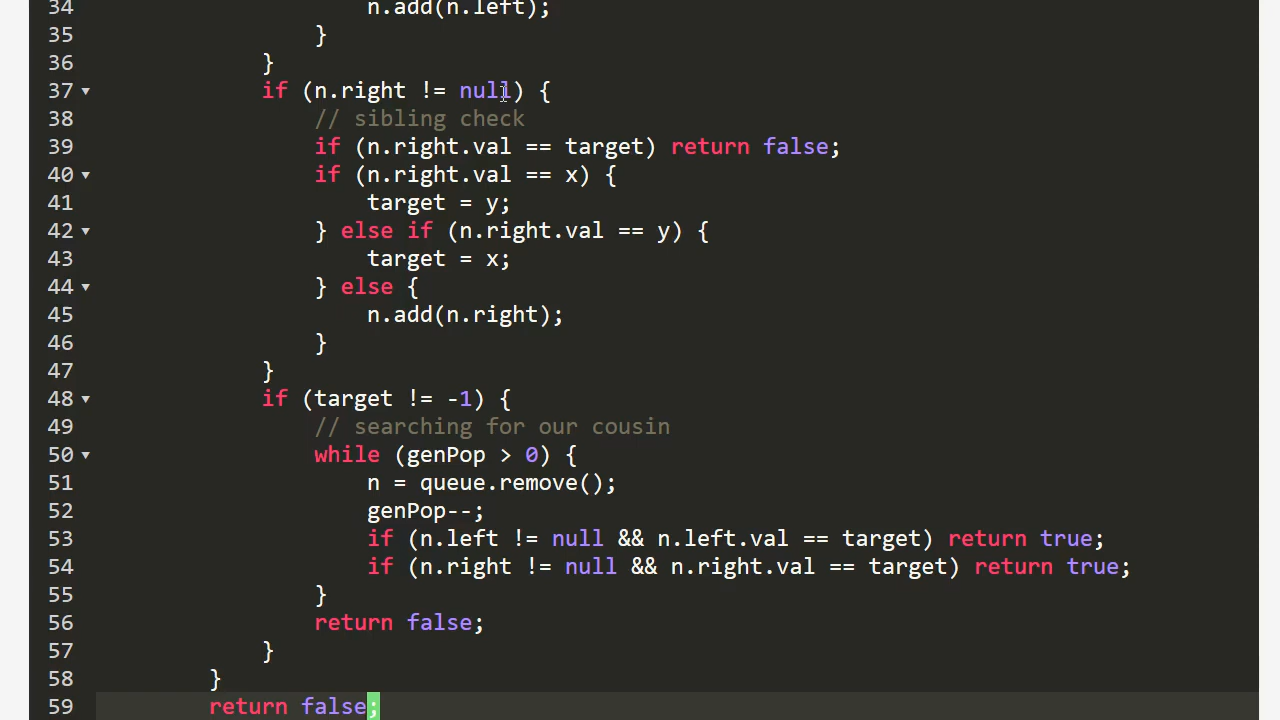 34 n.add(n.left);
35 }
36 }
37 if (n.right != null) {
38 // sibling check
39 if (n.right.val == target) return false;
40 if (n.right.val == x) {
41 target = y;
42 } else if (n.right.val == y) {
43 target = x;
44 } else {
45 n.add(n.right);
46 }
47 }
48 if (target != -1) {
49 // searching for our cousin
50 while (genPop > 0) {
51 n = queue.remove();
52 genPop--;
53 if (n.left != null && n.left.val == target) return true;
54 if (n.right != null && n.right.val == target) return true;
55 }
56 return false;
57 }
58 }
59 return false;